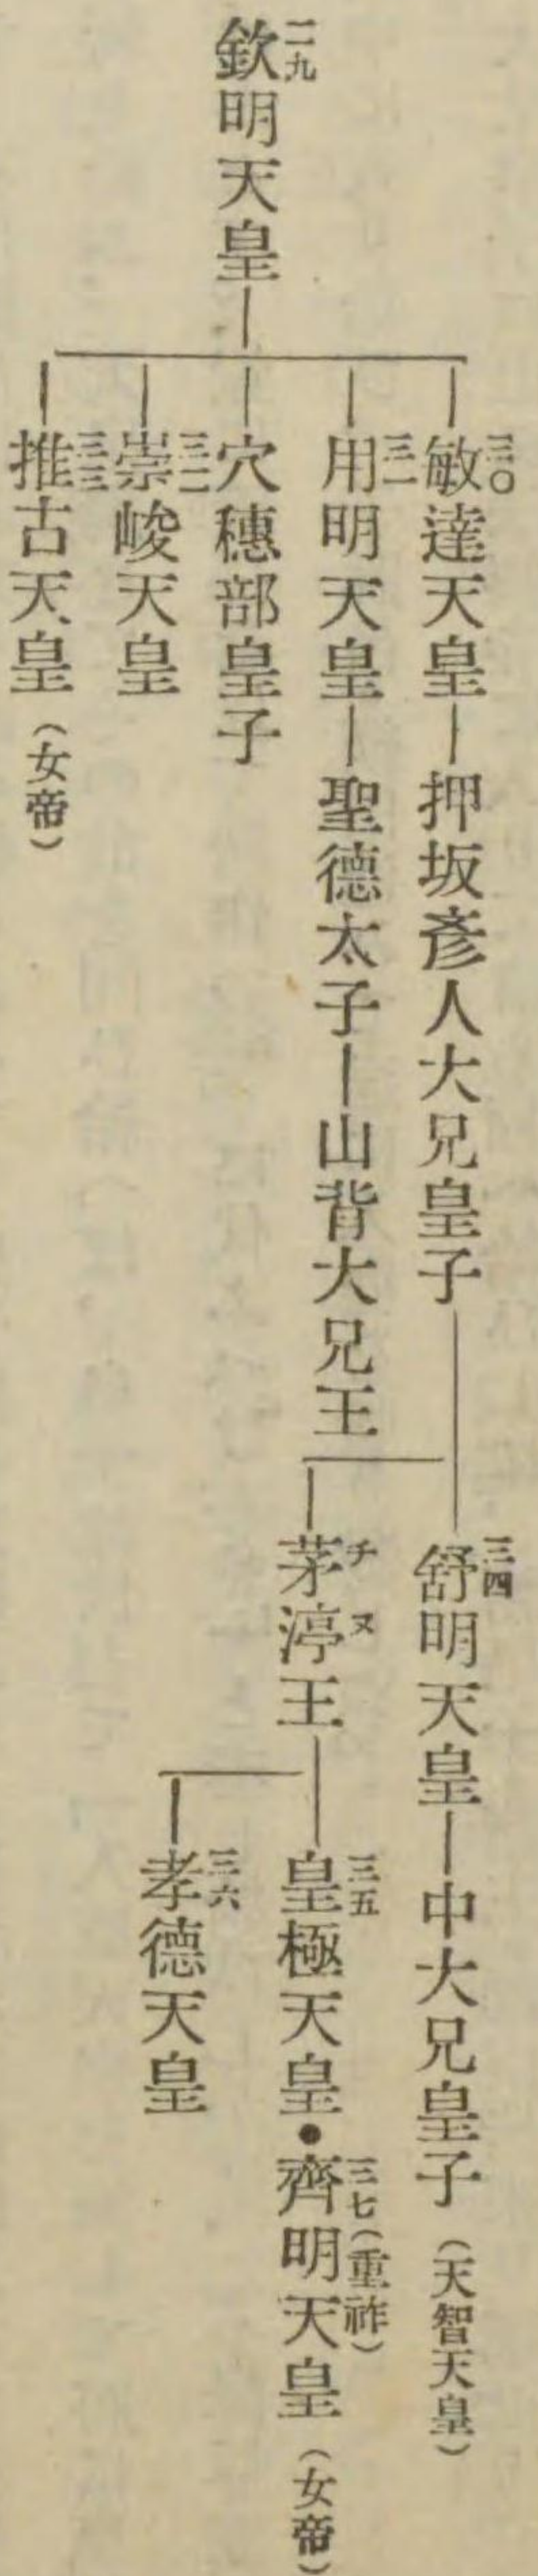 二九
欽明天皇
三〇
敏達天皇―押坂彥人大兄皇子
三四
舒明天皇―中大兄皇子(天智天皇)
三一
用明天皇―聖德太子―山背大兄王
チヌ
茅渟王
三五
皇極天皇•齊明天皇(女帝)
三七(重祚)
三六
孝德天皇
穴穗部皇子
三二
崇峻天皇
三三
推古天皇(女帝)